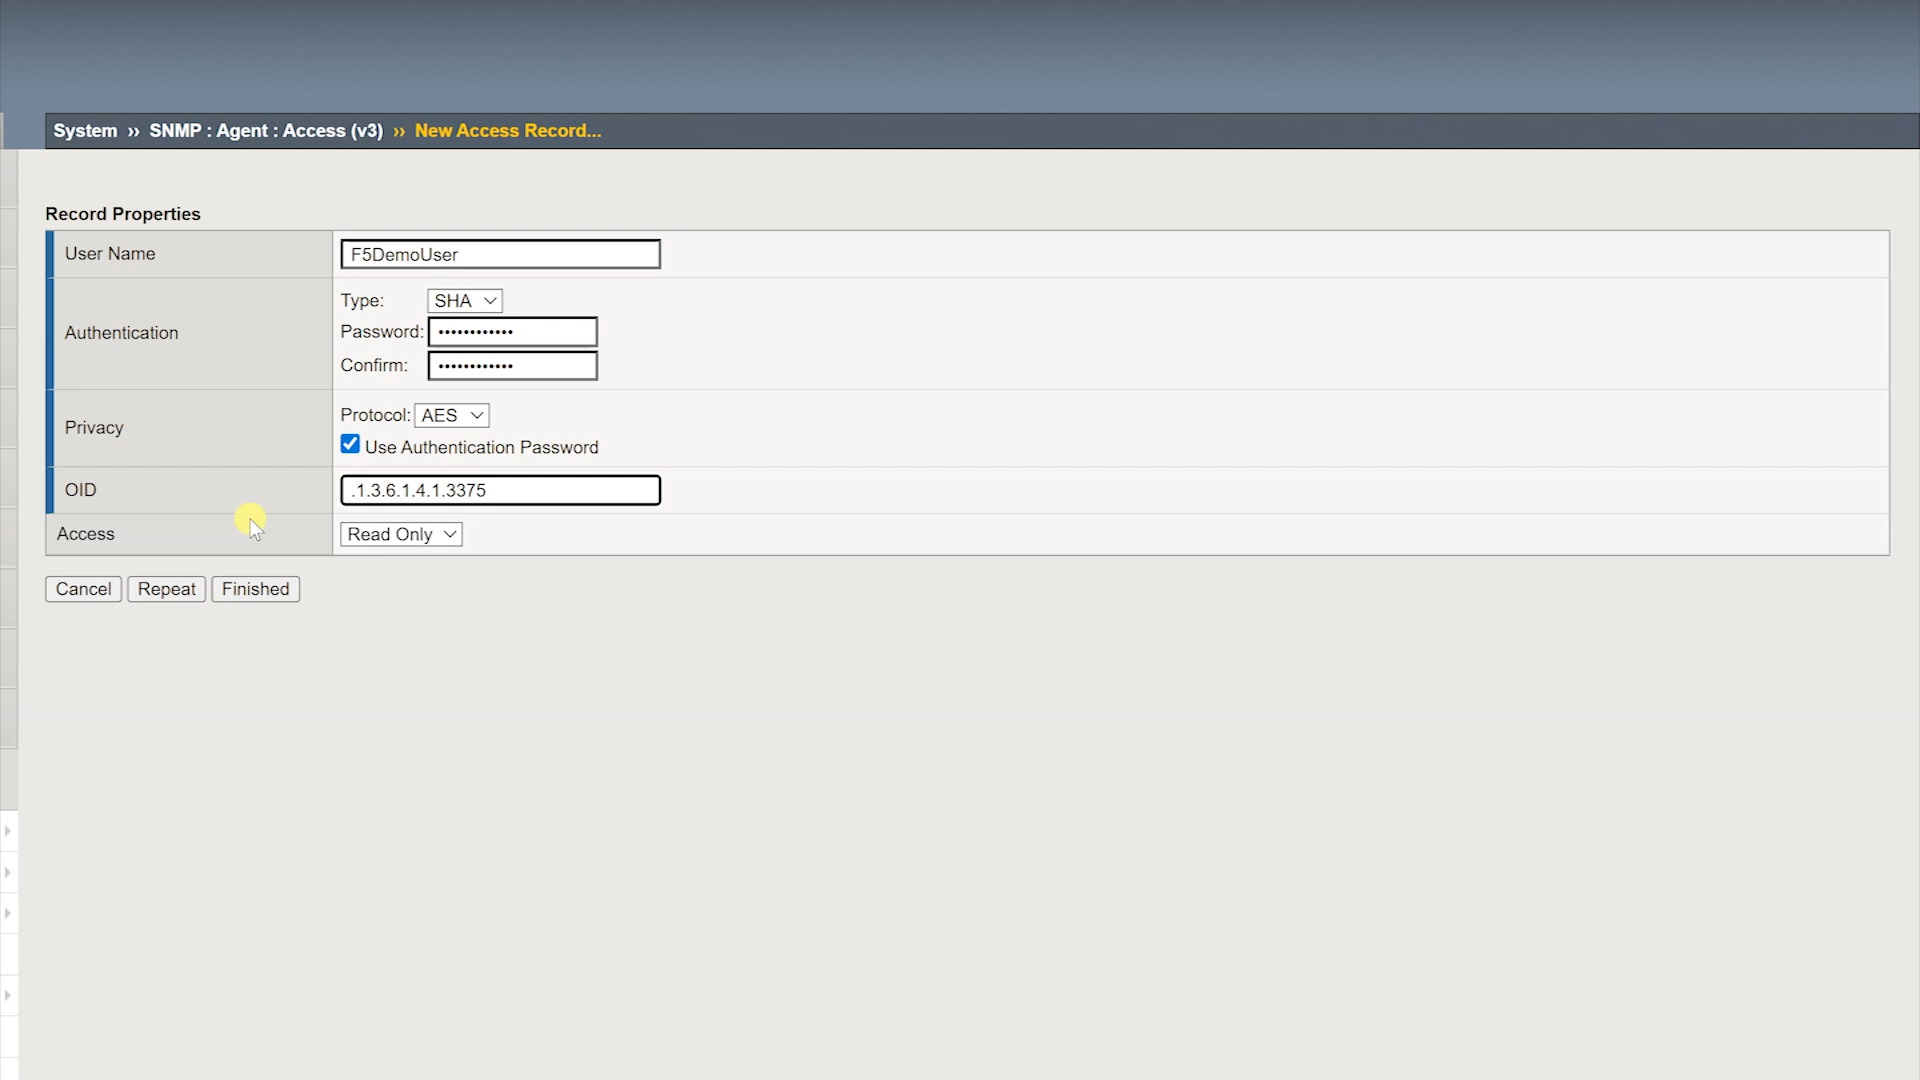 System ›› SNMP : Agent : Access (v3) ›› New Access Record...
Record Properties
User Name F5DemoUser
Authentication
Type: SHA
Password: ••••••••••••
Confirm: ••••••••••••
Privacy
Protocol: AES
Use Authentication Password
OID .1.3.6.1.4.1.3375
Access Read Only
Cancel Repeat Finished